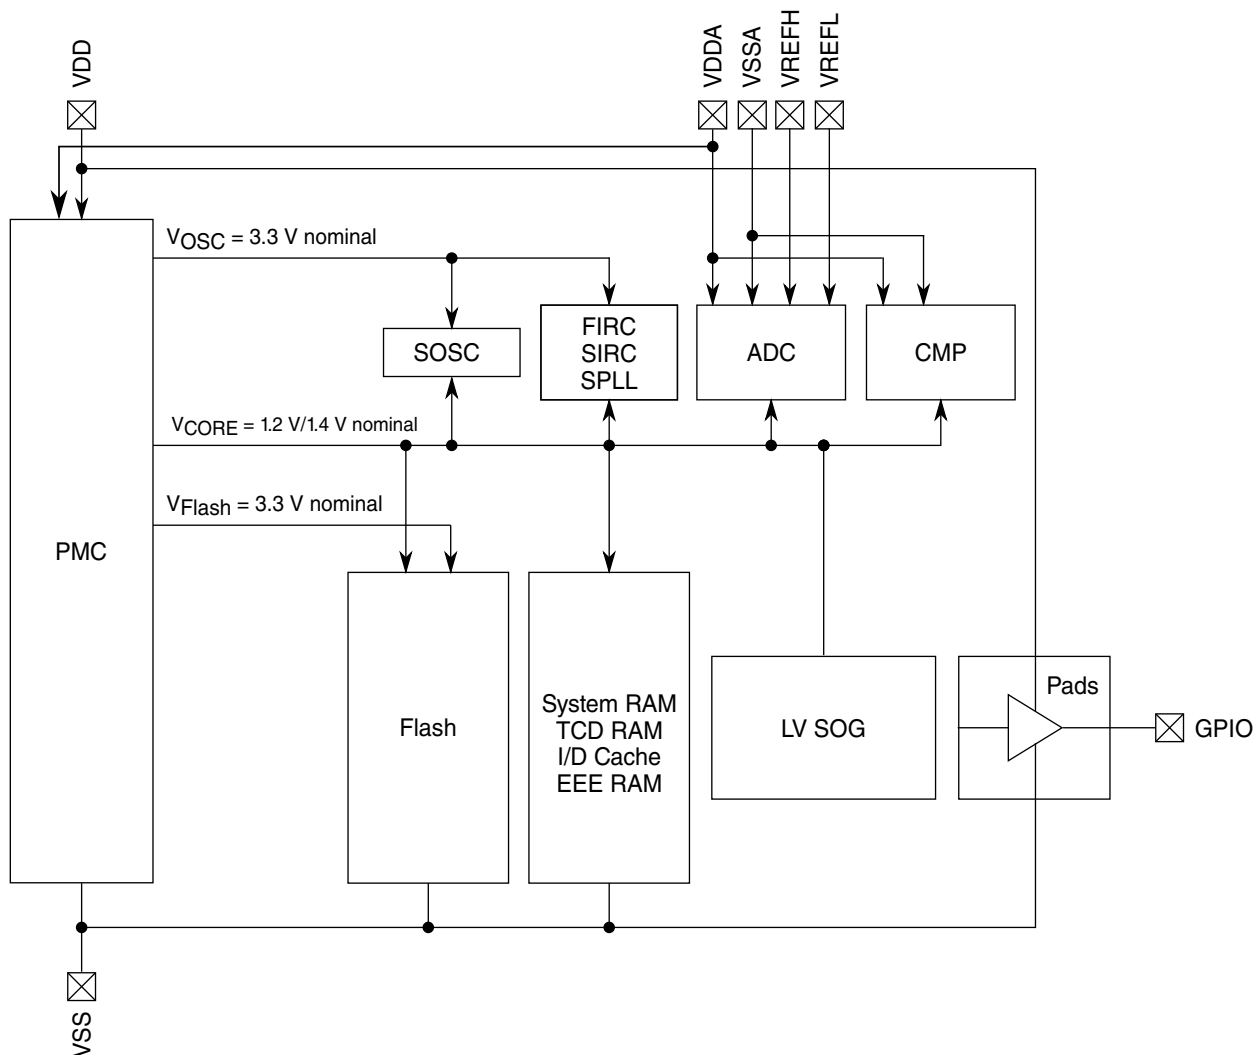 VDD
VDDA
VSSA
VREFH
VREFL
VOSC = 3.3 V nominal
SOSC
FIRC
SIRC
SPLL
ADC
CMP
VCORE = 1.2 V/1.4 V nominal
VFlash = 3.3 V nominal
PMC
Flash
System RAM
TCD RAM
I/D Cache
EEE RAM
LV SOG
Pads
GPIO
VSS